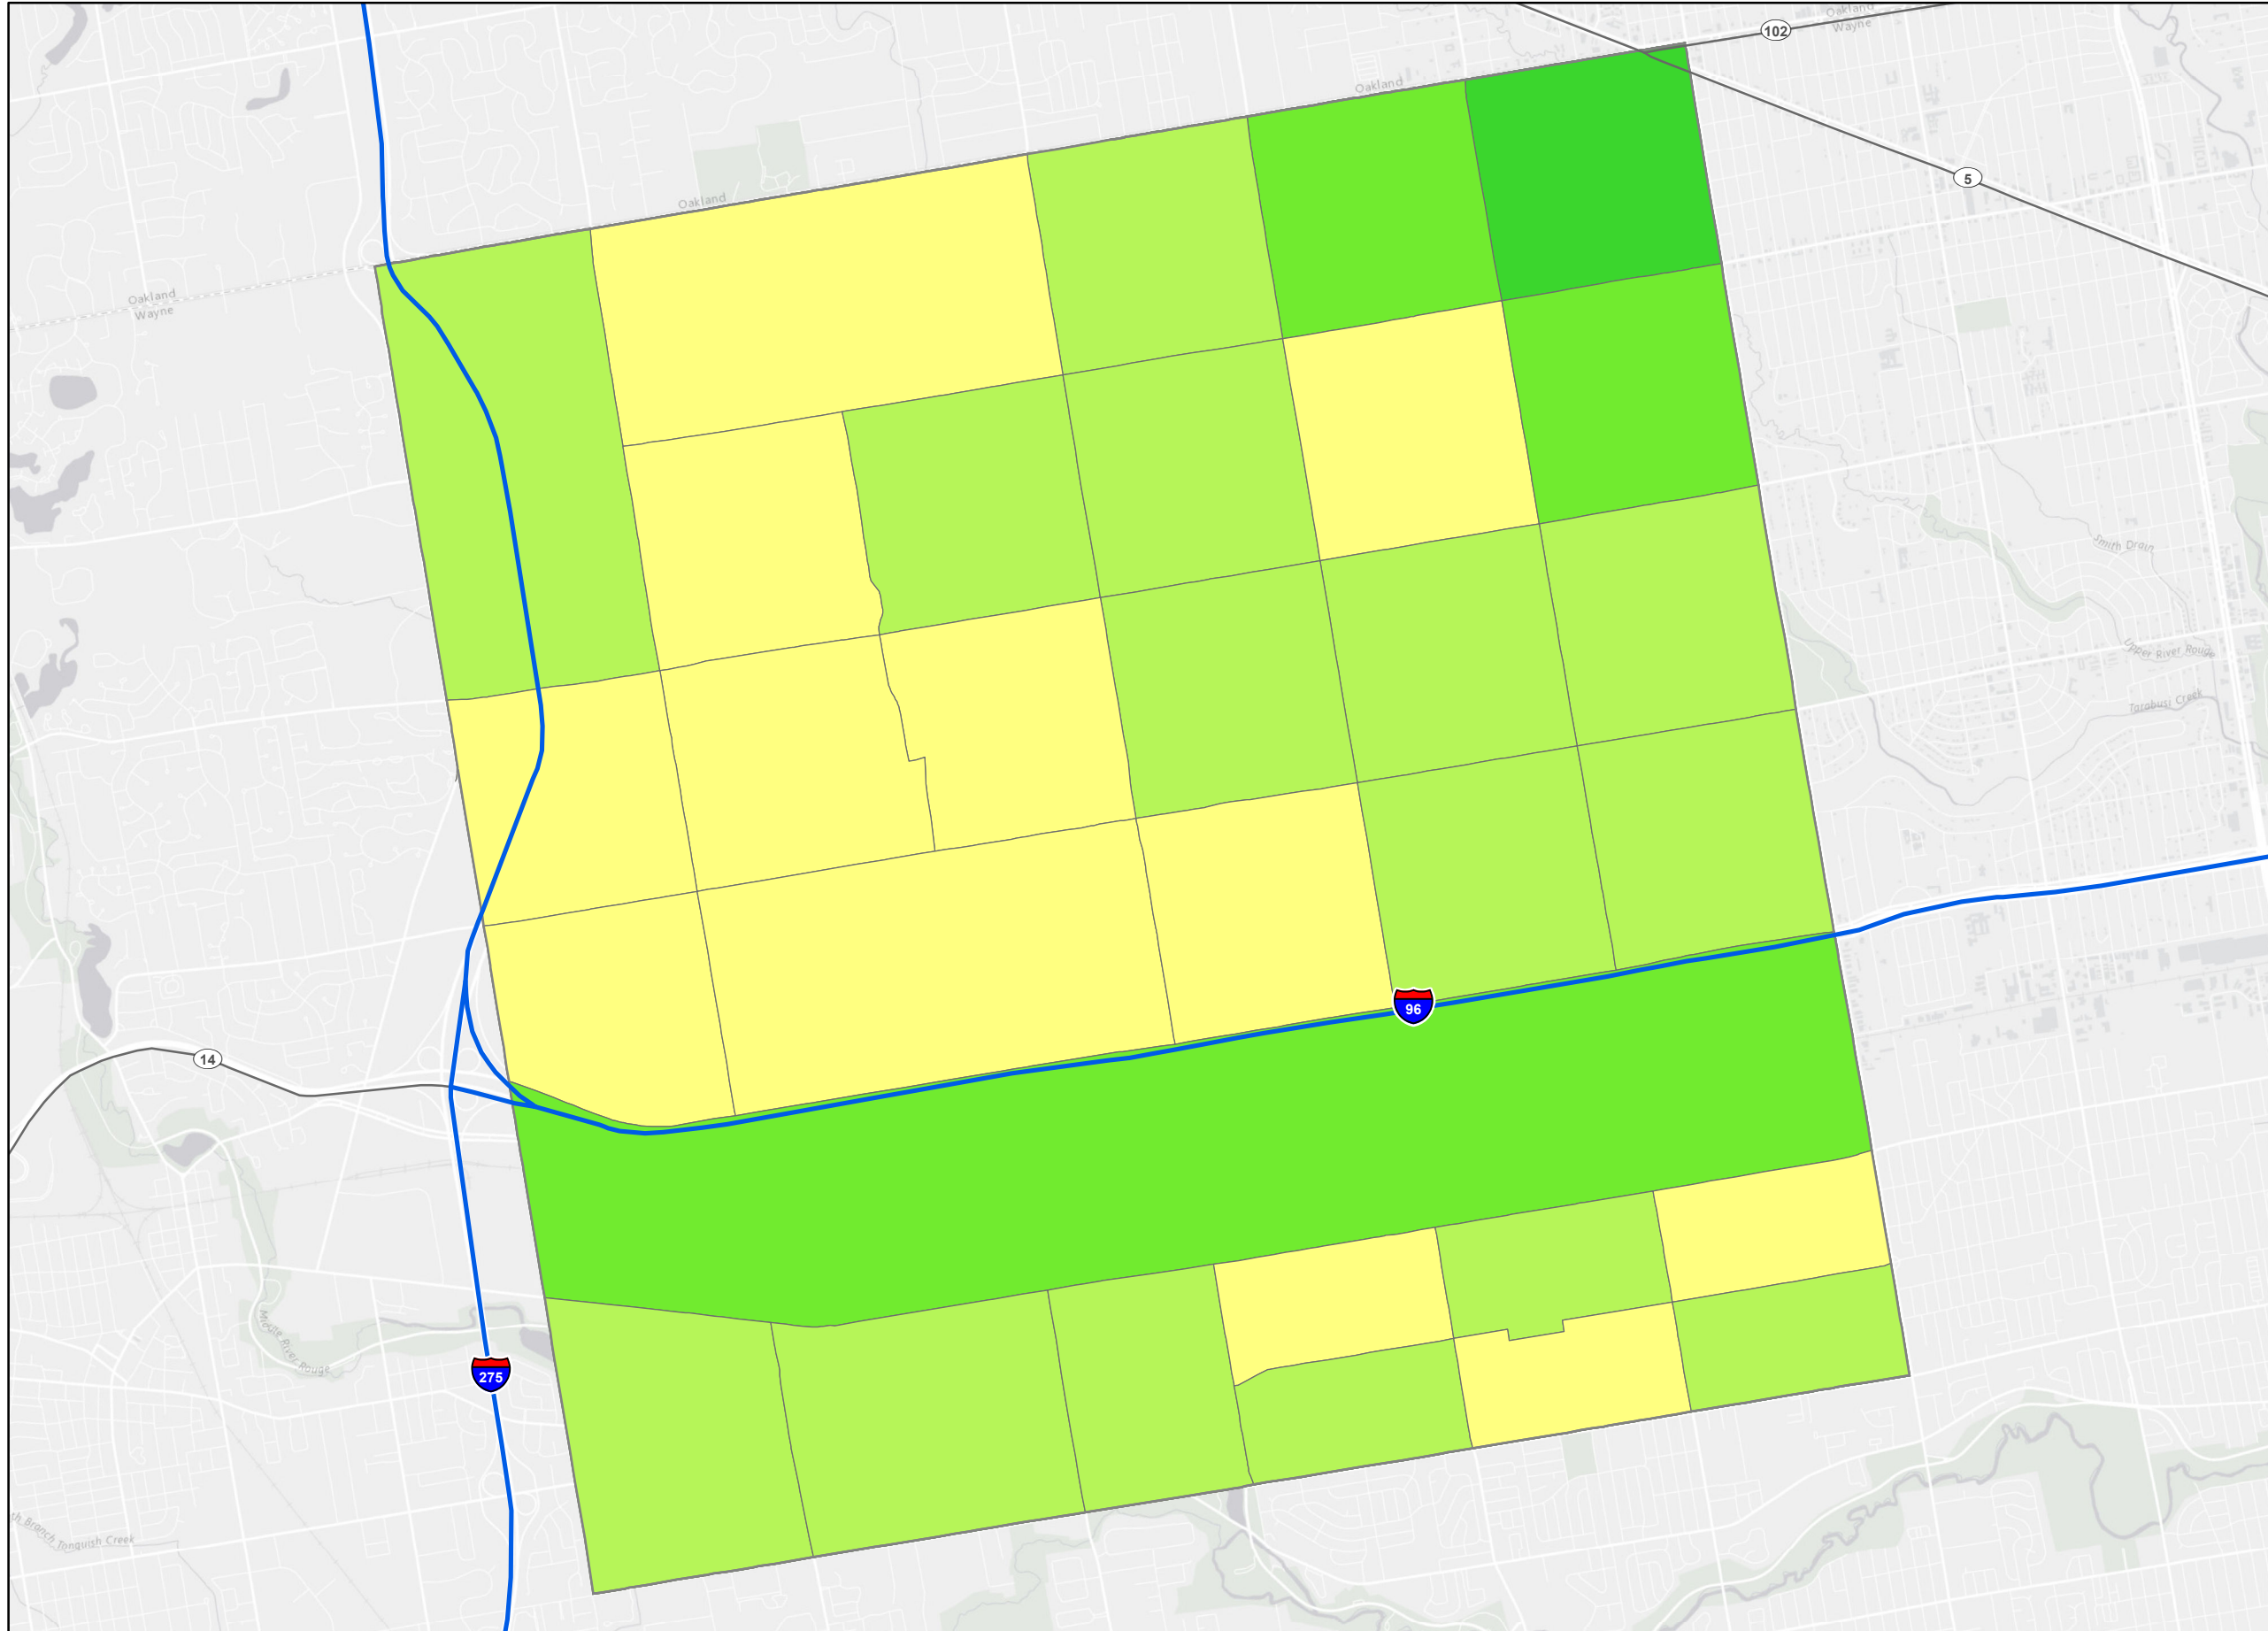 Oakland
Wayne
102
Oakland
5
Oakland
Oakland
Wayne
Smith Drain
Upper River Rouge
Tarabusi Creek
96
14
Middle River Rouge
275
Branch Tonquish Creek